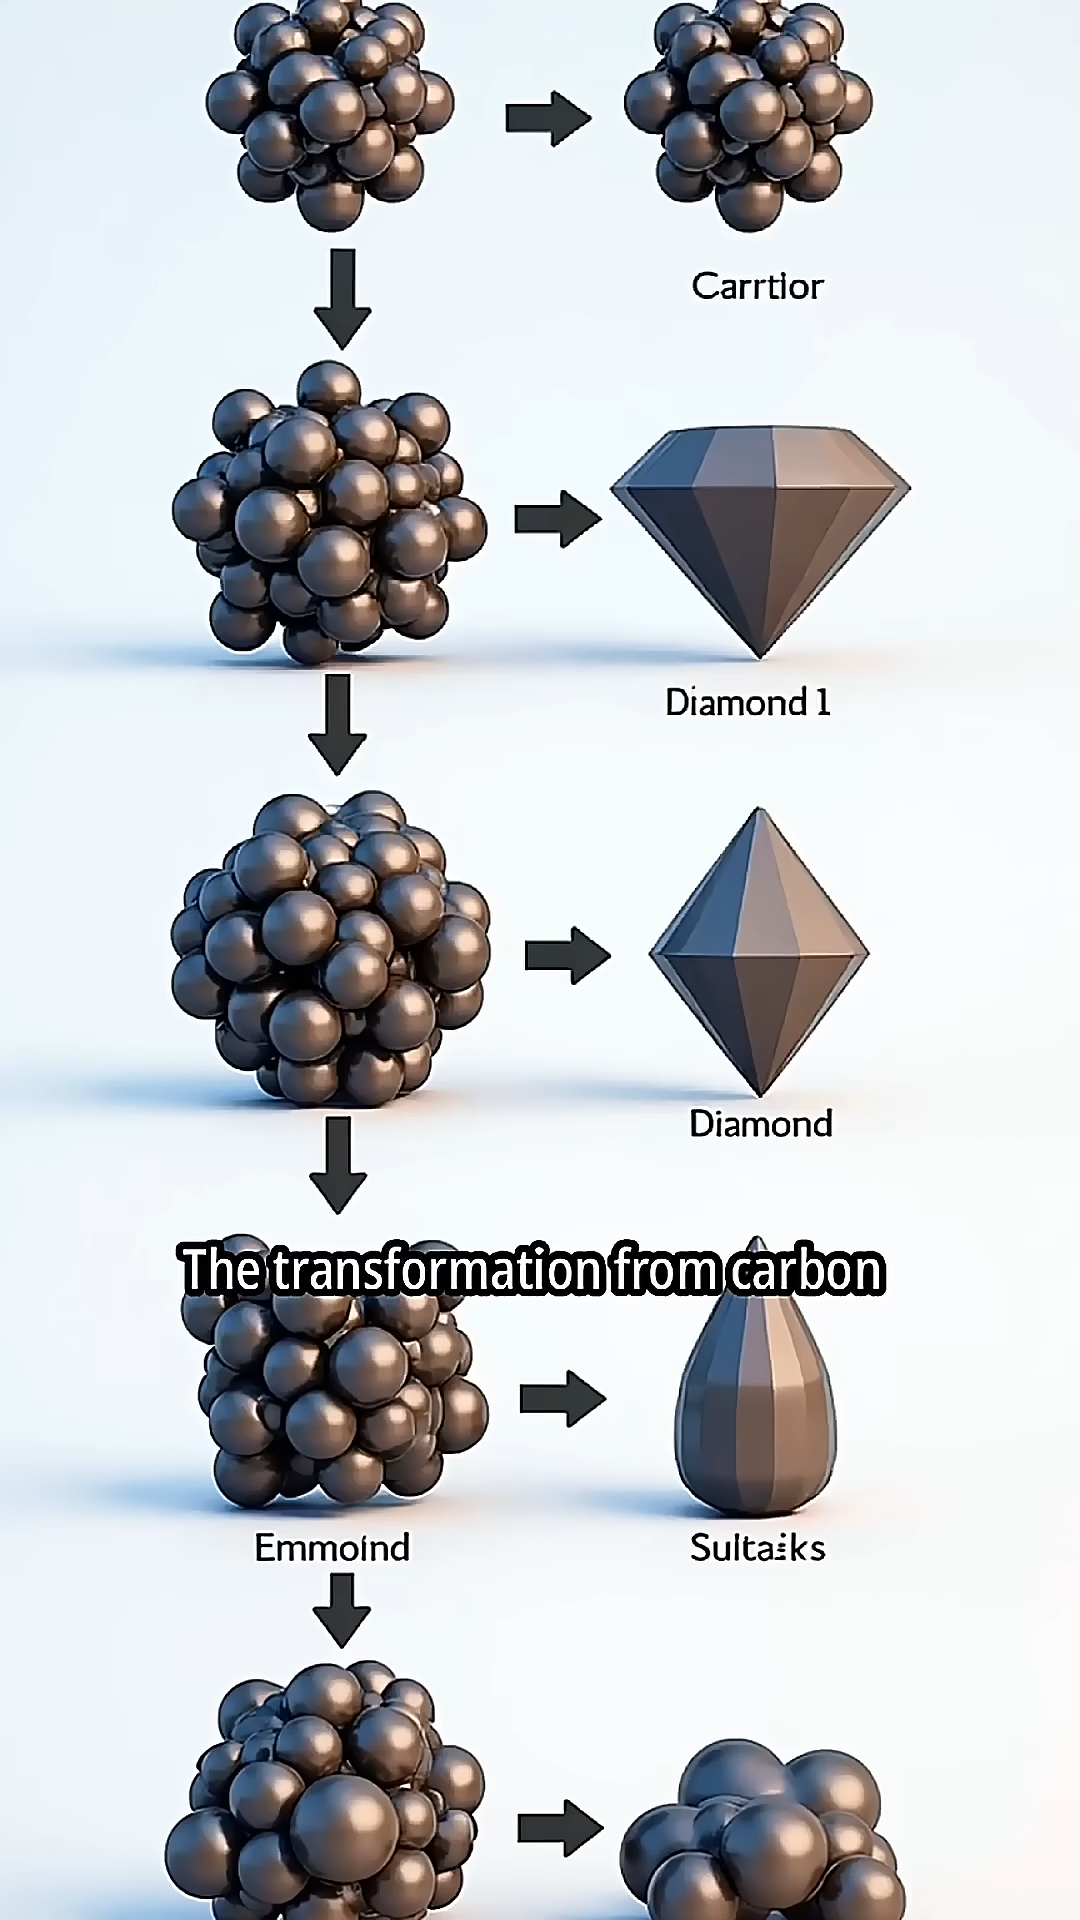 Carrtior
Diamond 1
Diamond
The transformation from carbon
Emmoind